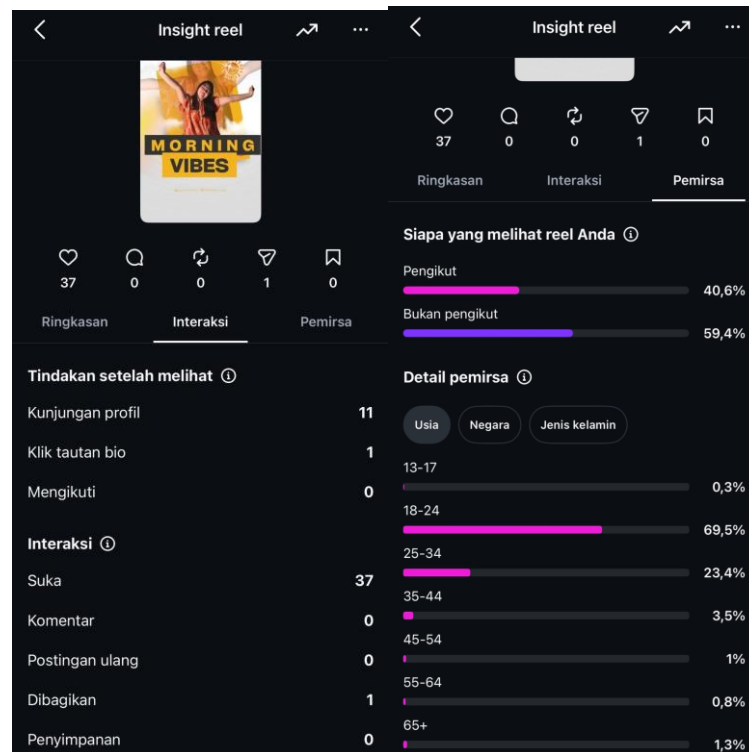 Insight reel
MORNING
VIBES
37 0 0 1 0
Ringkasan Interaksi Pemirsa
Tindakan setelah melihat
Kunjungan profil 11
Klik tautan bio 1
Mengikuti 0
Interaksi
Suka 37
Komentar 0
Postingan ulang 0
Dibagikan 1
Penyimpanan 0
Insight reel
37 0 0 1 0
Ringkasan Interaksi Pemirsa
Siapa yang melihat reel Anda
Pengikut
40,6%
Bukan pengikut
59,4%
Detail pemirsa
Usia Negara Jenis kelamin
13-17
0,3%
18-24
69,5%
25-34
23,4%
35-44
3,5%
45-54
1%
55-64
0,8%
65+
1,3%